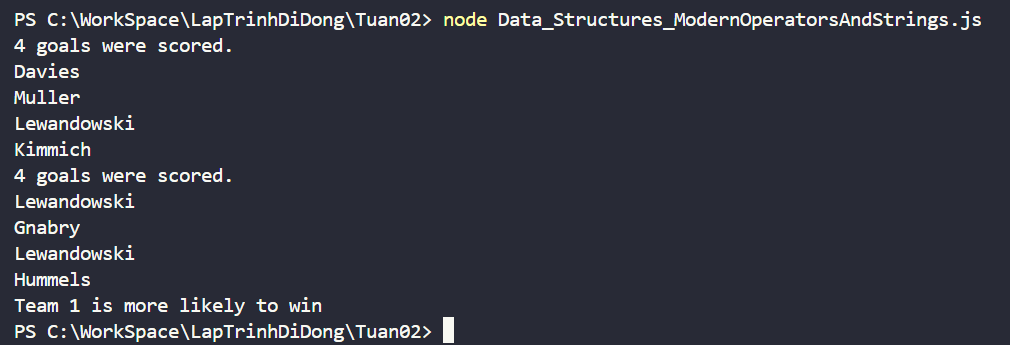 PS C:\WorkSpace\LapTrinhDiDong\Tuan02> node Data_Structures_ModernOperatorsAndStrings.js
4 goals were scored.
Davies
Muller
Lewandowski
Kimmich
4 goals were scored.
Lewandowski
Gnabry
Lewandowski
Hummels
Team 1 is more likely to win
PS C:\WorkSpace\LapTrinhDiDong\Tuan02>